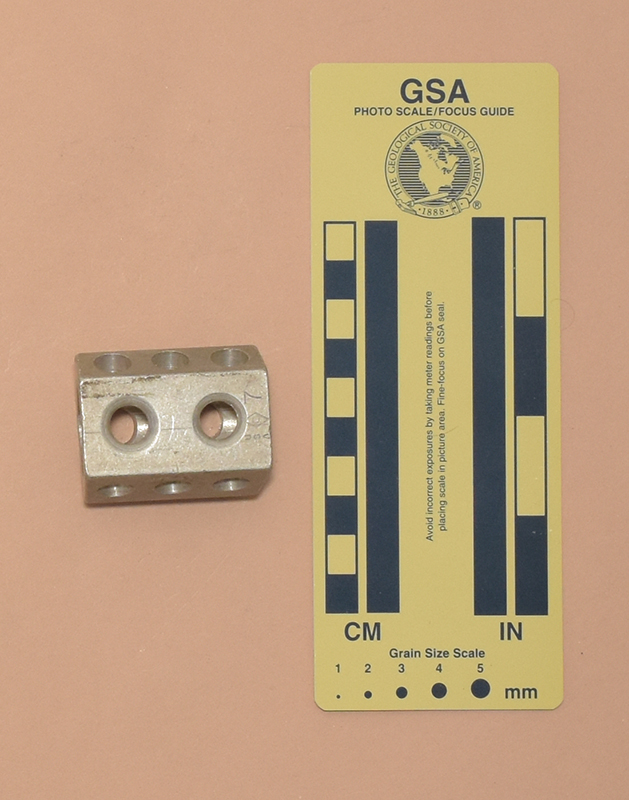 GSA
PHOTO SCALE/FOCUS GUIDE
THE GEOLOGICAL SOCIETY OF AMERICA
·1888·
®
Avoid incorrect exposures by taking meter readings before
placing scale in picture area. Fine-focus on GSA seal.
CM
IN
Grain Size Scale
1 2 3 4 5
mm